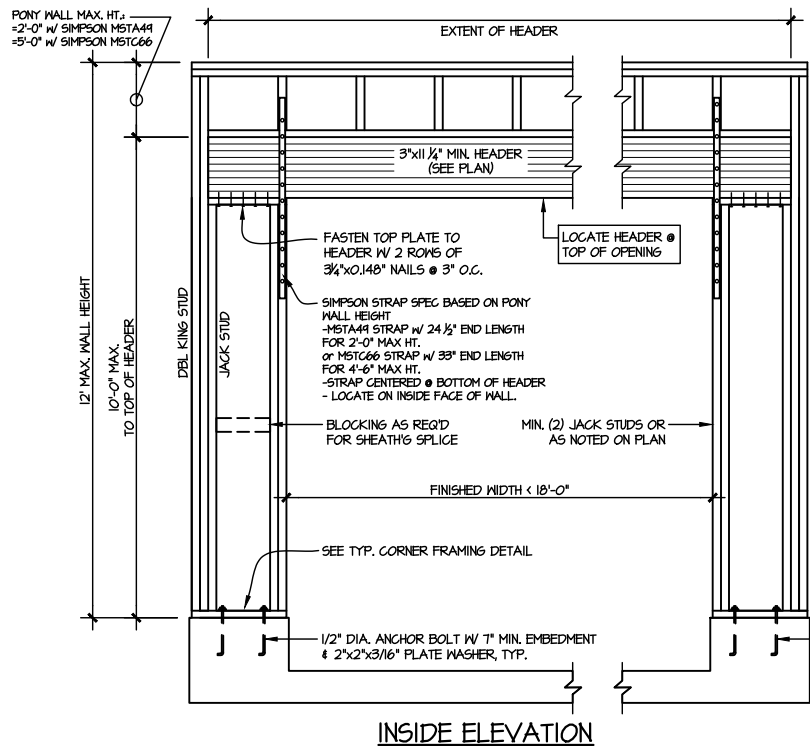 PONY WALL MAX. HT.:
=2'-0" W/ SIMPSON MSTA49
=5'-0" W/ SIMPSON MSTC66
EXTENT OF HEADER
3"x11 1/4" MIN. HEADER
(SEE PLAN)
FASTEN TOP PLATE TO
HEADER W/ 2 ROWS OF
3 1/4"x0.148" NAILS @ 3" O.C.
LOCATE HEADER @
TOP OF OPENING
SIMPSON STRAP SPEC BASED ON PONY
WALL HEIGHT
-MSTA49 STRAP W/ 24 1/2" END LENGTH
FOR 2'-0" MAX HT.
or MSTC66 STRAP W/ 33" END LENGTH
FOR 4'-6" MAX HT.
-STRAP CENTERED @ BOTTOM OF HEADER
- LOCATE ON INSIDE FACE OF WALL.
12' MAX. WALL HEIGHT
10'-0" MAX.
TO TOP OF HEADER
DBL KING STUD
JACK STUD
BLOCKING AS REQ'D
FOR SHEATH'G SPLICE
MIN. (2) JACK STUDS OR
AS NOTED ON PLAN
FINISHED WIDTH < 18'-0"
SEE TYP. CORNER FRAMING DETAIL
1/2" DIA. ANCHOR BOLT W/ 7" MIN. EMBEDMENT
& 2"x2"x3/16" PLATE WASHER, TYP.
INSIDE ELEVATION